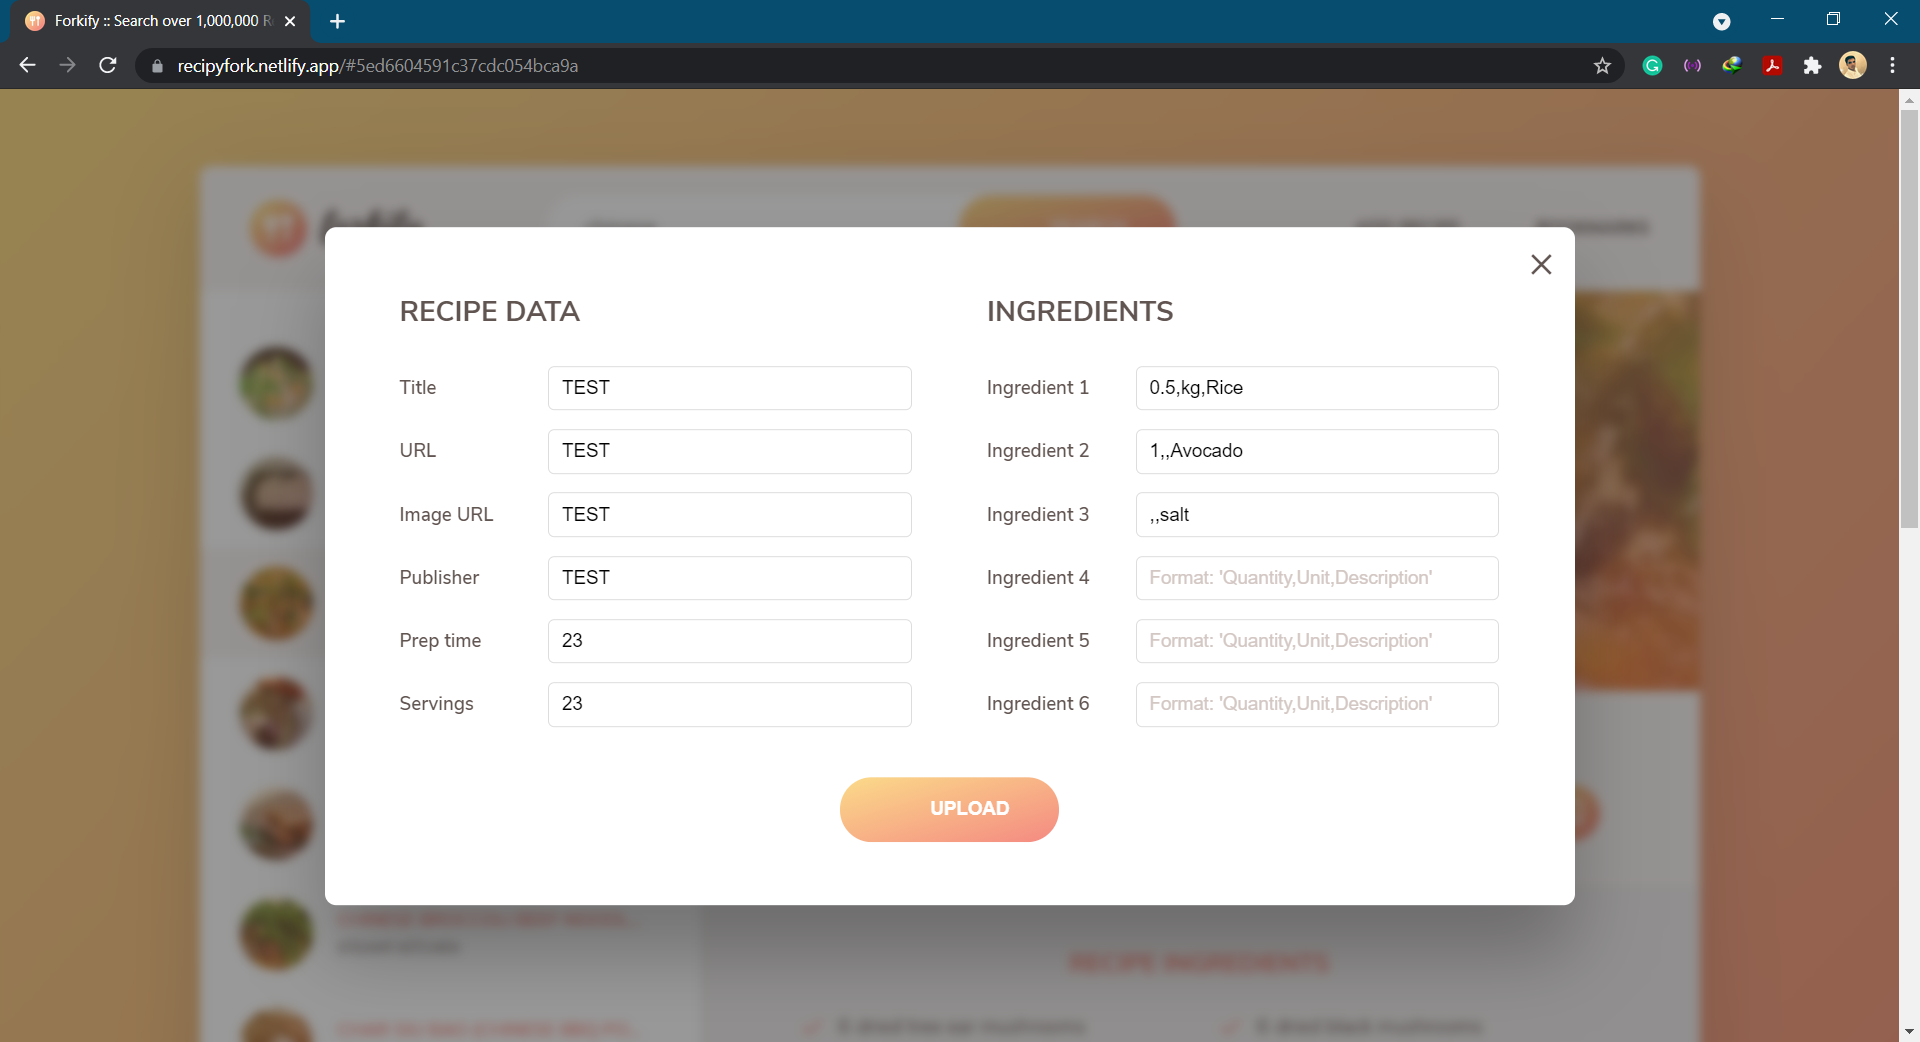 Forkify :: Search over 1,000,000 R
recipyfork.netlify.app/#5ed6604591c37cdc054bca9a
RECIPE DATA
Title
TEST
URL
TEST
Image URL
TEST
Publisher
TEST
Prep time
23
Servings
23
INGREDIENTS
Ingredient 1
0.5,kg,Rice
Ingredient 2
1,,Avocado
Ingredient 3
,,salt
Ingredient 4
Format: 'Quantity,Unit,Description'
Ingredient 5
Format: 'Quantity,Unit,Description'
Ingredient 6
Format: 'Quantity,Unit,Description'
UPLOAD
RECIPE INGREDIENTS